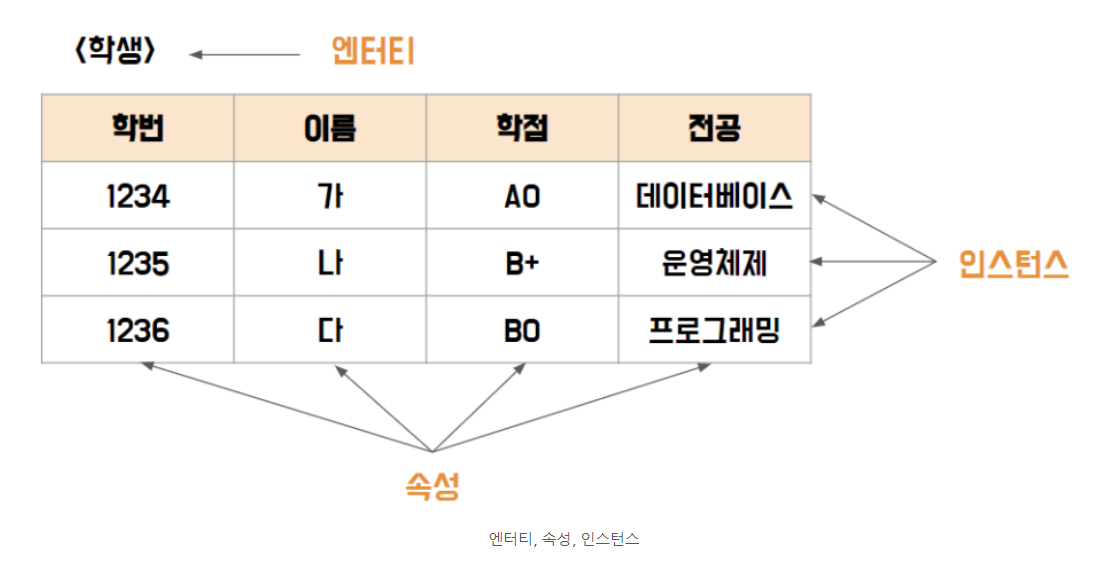 <학생> 엔터티
학번 이름 학점 전공
1234 가 A0 데이터베이스
1235 나 B+ 운영체제
1236 다 B0 프로그래밍
인스턴스
속성
엔터티, 속성, 인스턴스